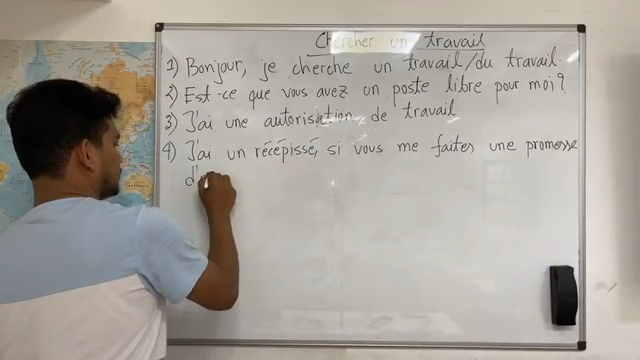 Chercher un travail
1) Bonjour, je cherche un travail/du travail.
2) Est-ce que vous avez un poste libre pour moi?
3) J'ai une autorisation de travail.
4) J'ai un récépissé, si vous me faites une promesse
d'